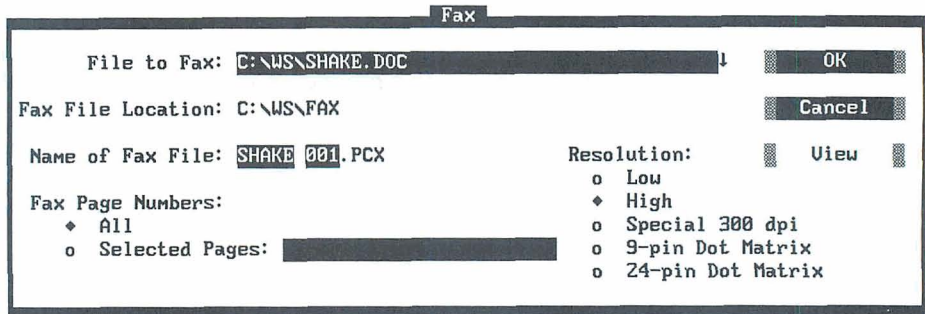 Fax
File to Fax: C:\WS\SHAKE.DOC ↓ OK
Fax File Location: C:\WS\FAX Cancel
Name of Fax File: SHAKE 001.PCX Resolution: View
o Low
Fax Page Numbers: ♦ High
♦ All o Special 300 dpi
o Selected Pages: o 9-pin Dot Matrix
o 24-pin Dot Matrix